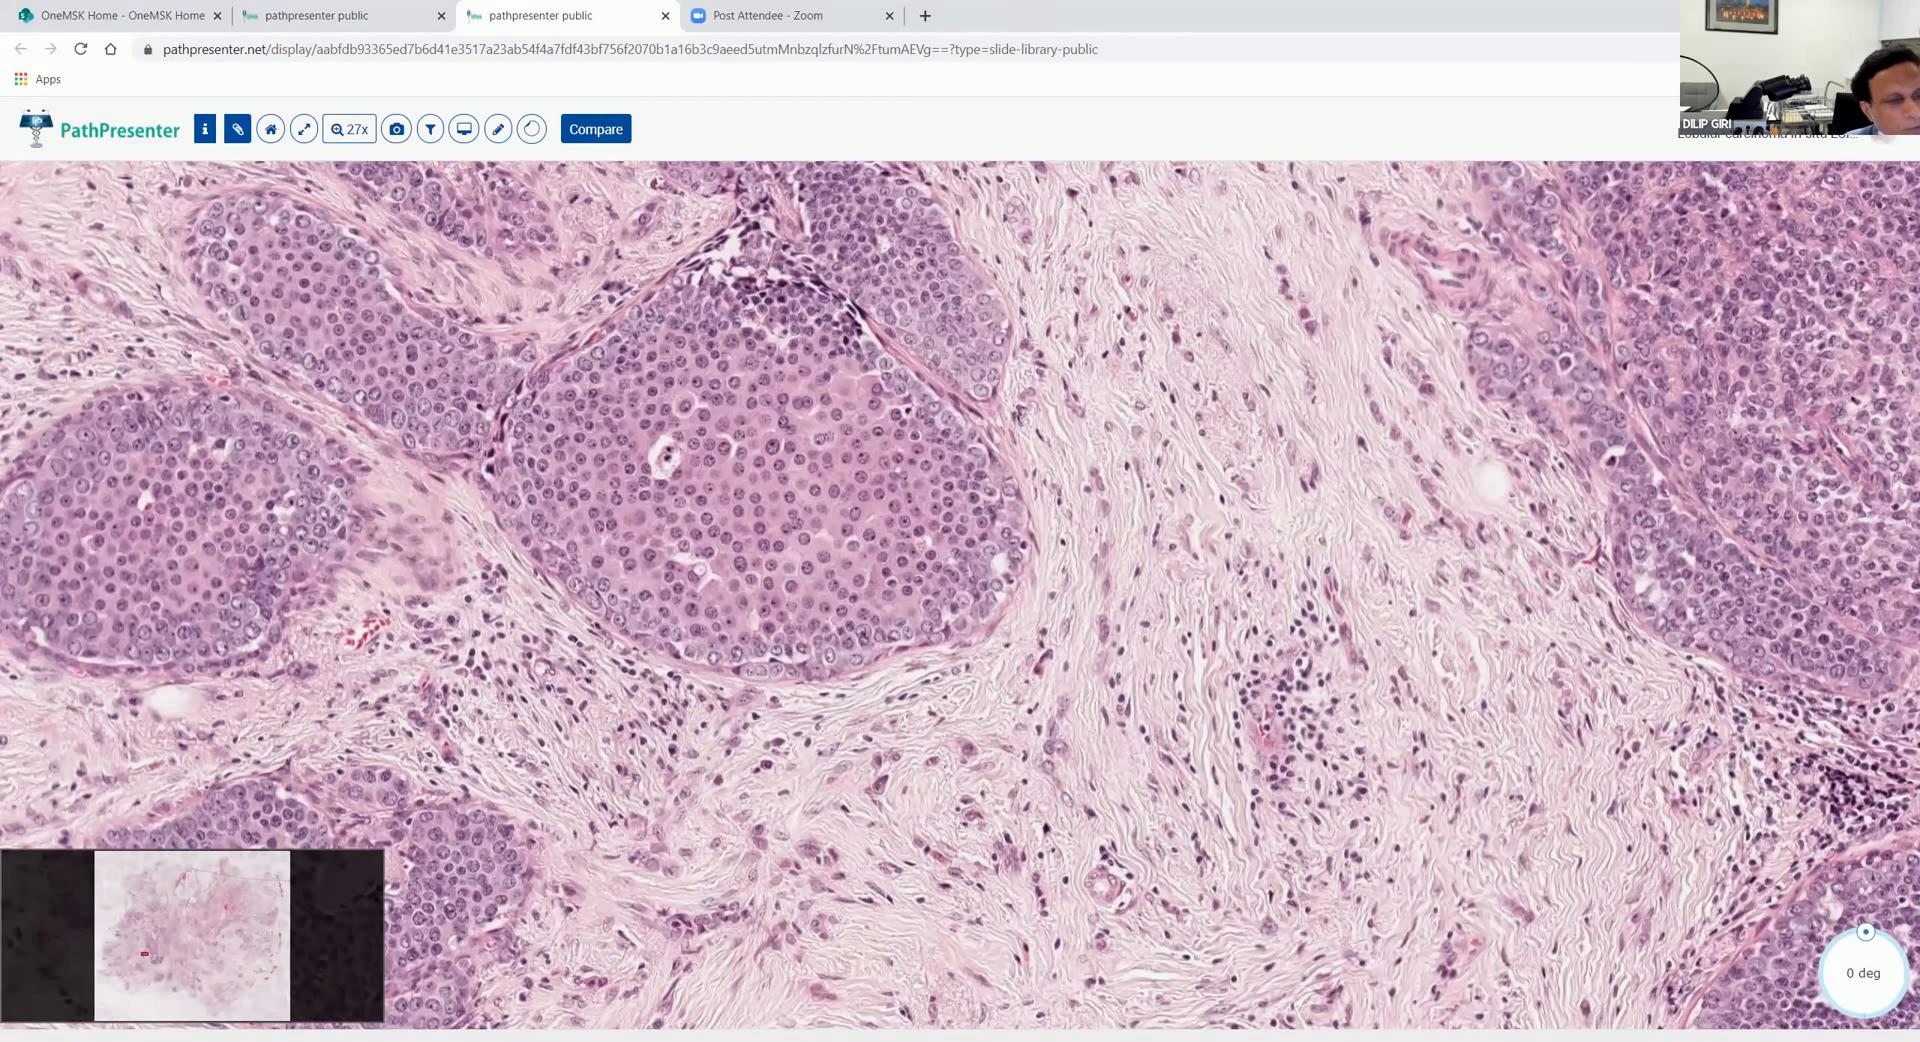 OneMSK Home - OneMSK Home
pathpresenter public
pathpresenter public
Post Attendee - Zoom
pathpresenter.net/display/aabfdb93365ed7b6d41e3517a23ab54f4a7fdf43bf756f2070b1a16b3c9aeed5utmMnbzqlzfurN%2FtumAEVg==?type=slide-library-public
Apps
PathPresenter
27x
Compare
DILIP GIRI
0 deg